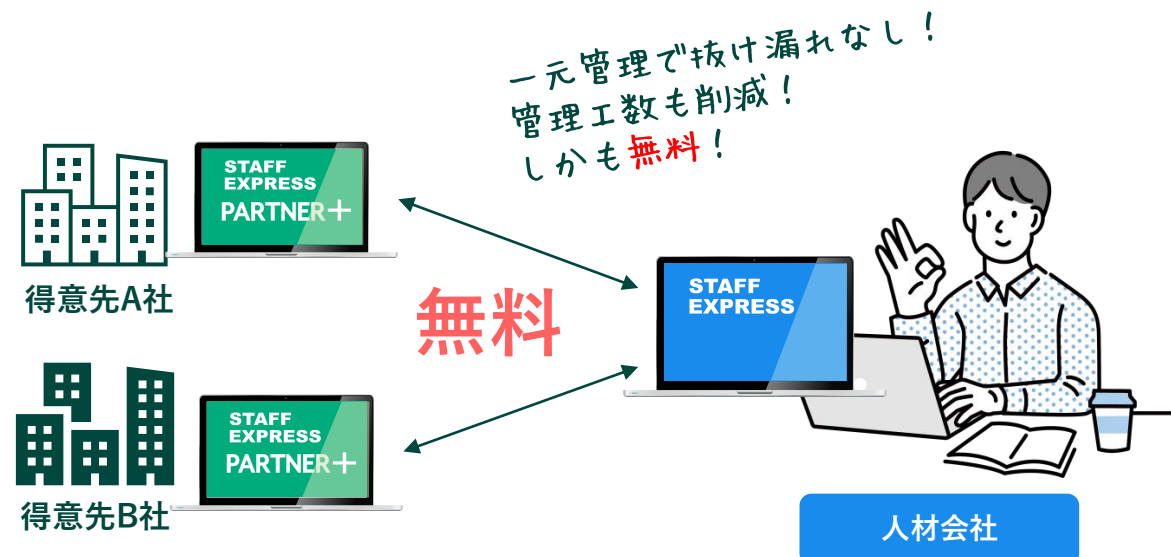 一元管理で抜け漏れなし！
管理工数も削減！
しかも無料！
STAFF
EXPRESS
PARTNER+
得意先A社
無料
STAFF
EXPRESS
得意先B社
STAFF
EXPRESS
PARTNER+
人材会社